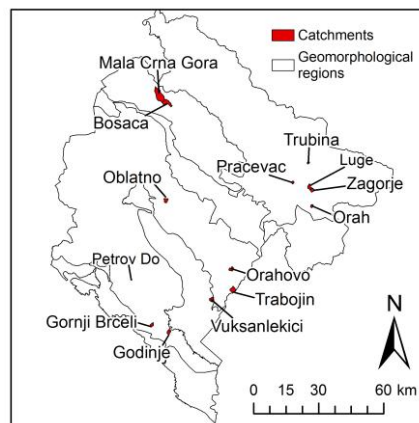 Catchments
Geomorphological
regions
Mala Crna Gora
Bosaca
Trubina
Pracevac
Luge
Zagorje
Oblatno
Orah
Petrov Do
Orahovo
Trabojin
Gornji Brčeli
Vuksanlekici
Godinje
N
0 15 30 60 km